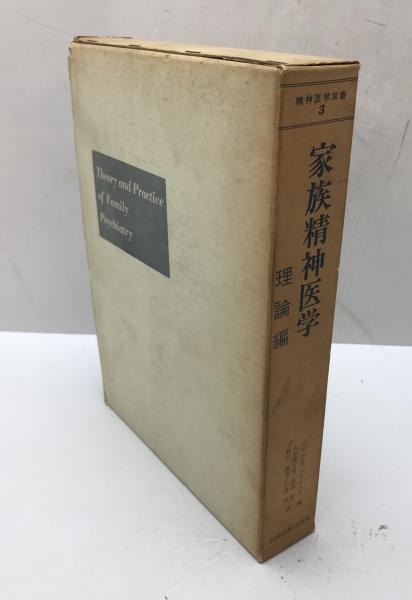 精神医学双書
3
家族精神医学
理論編
Theory and Practice
of Family
Psychiatry